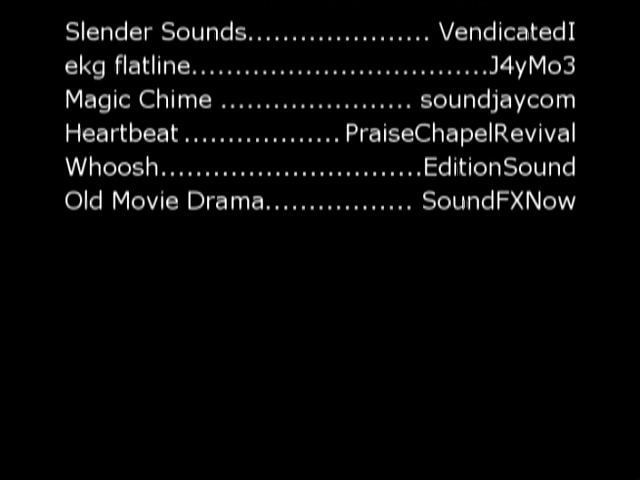 Slender Sounds..................... VendicatedI
ekg flatline..................................J4yMo3
Magic Chime ...................... soundjaycom
Heartbeat ..................PraiseChapelRevival
Whoosh..............................EditionSound
Old Movie Drama................. SoundFXNow